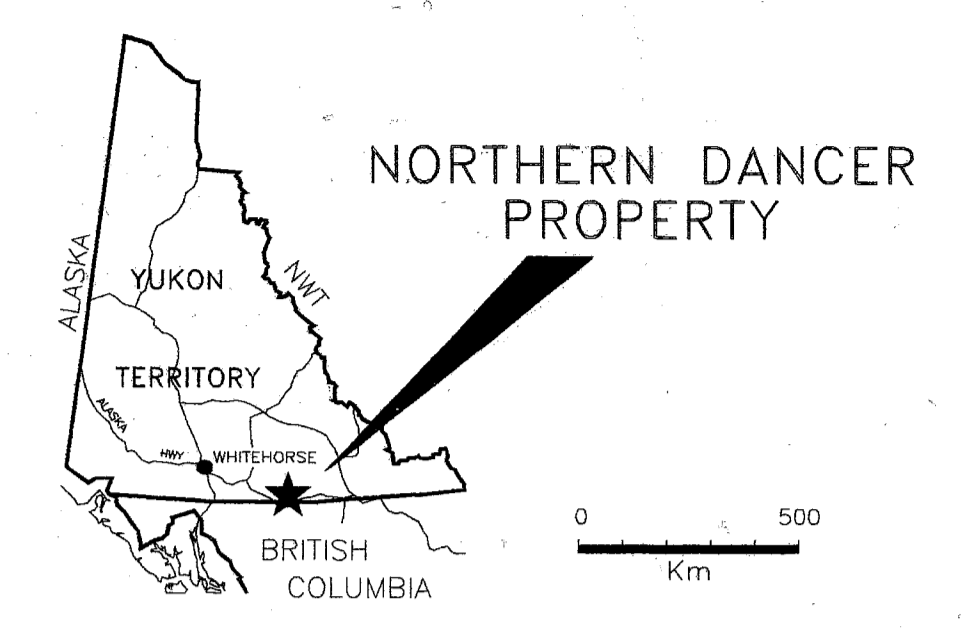 NORTHERN DANCER
PROPERTY
ALASKA
YUKON
NWT
TERRITORY
ALASKA
HWY
WHITEHORSE
BRITISH
COLUMBIA
0 500
Km